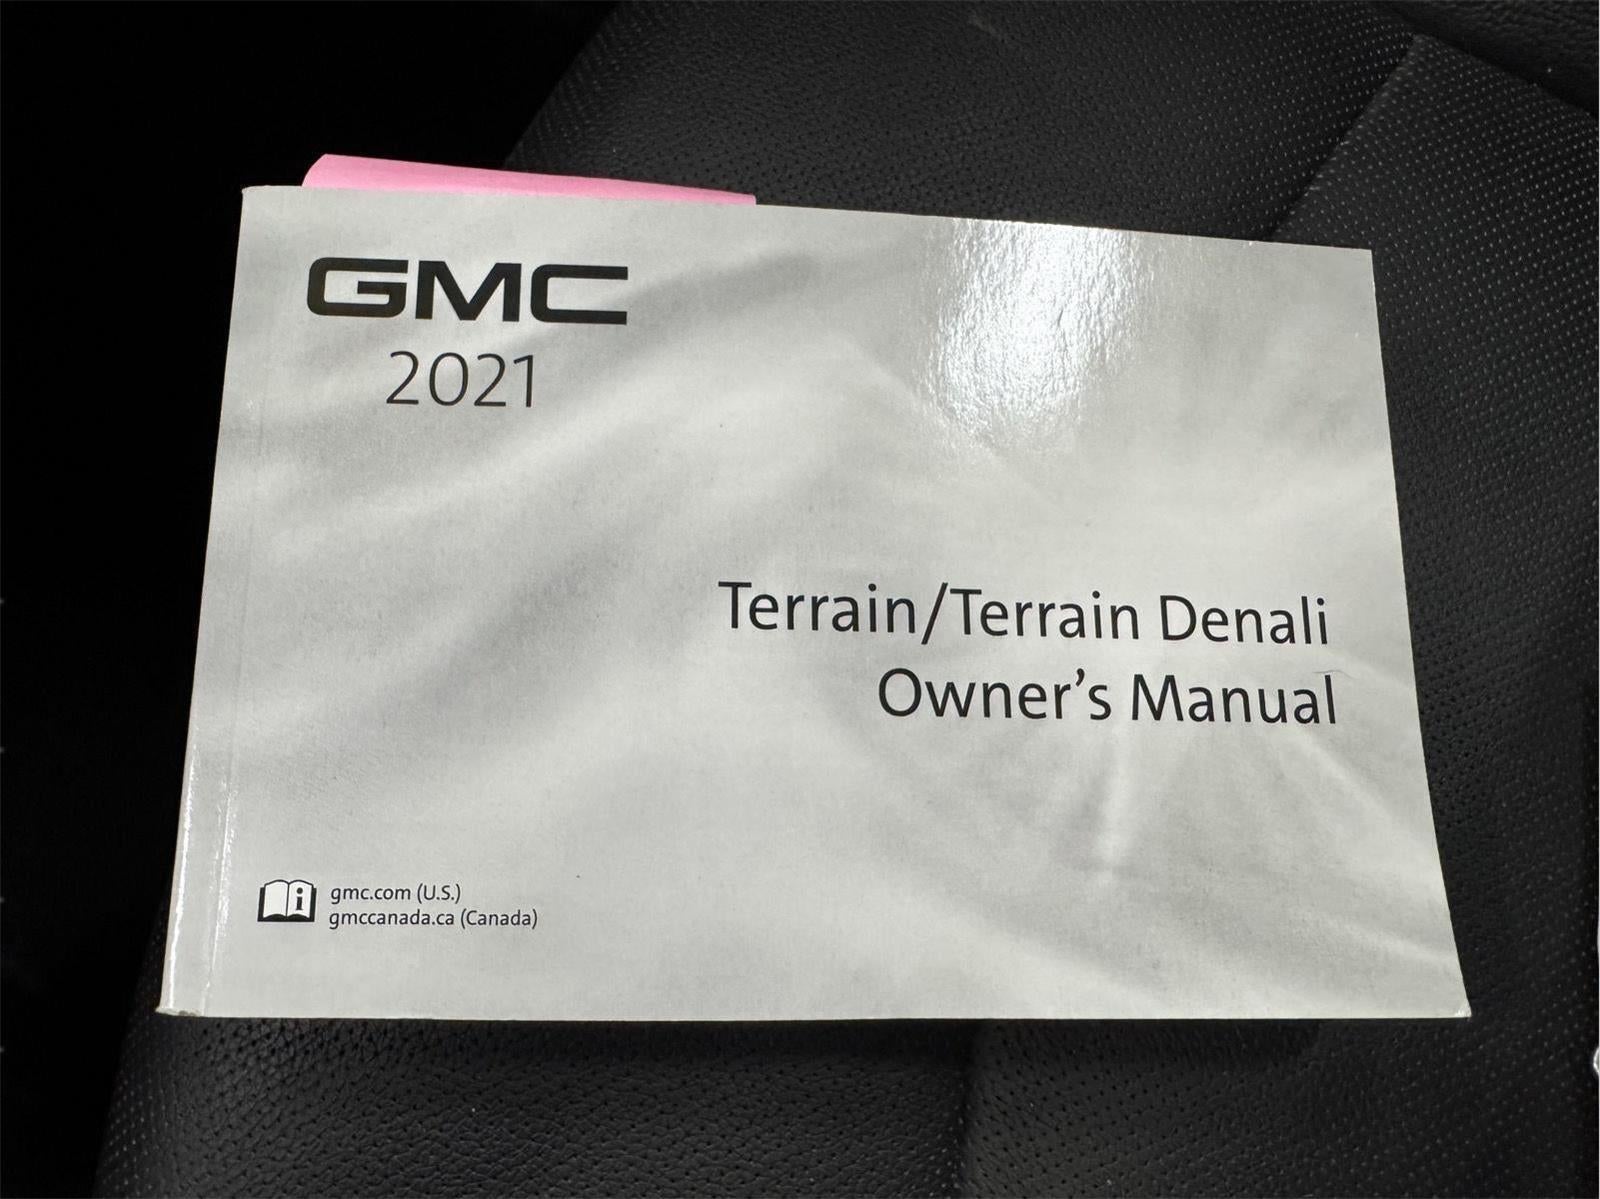 GMC
2021
Terrain/Terrain Denali
Owner's Manual
gmc.com (U.S.)
gmccanada.ca (Canada)